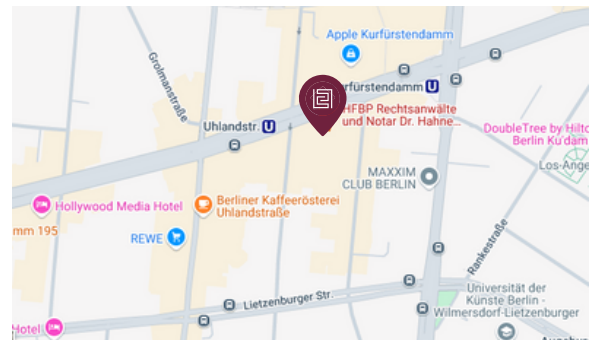 Apple Kurfürstendamm
Grolmanstraße
urfürstendamm U
HFBP Rechtsanwälte
und Notar Dr. Hahne...
Uhlandstr. U
DoubleTree by Hilto
Berlin Ku'dam
Los-Ange
MAXXIM
CLUB BERLIN
Hollywood Media Hotel
Berliner Kaffeerösterei
Uhlandstraße
mm 195
REWE
Rankestraße
Lietzenburger Str.
Universität der
Künste Berlin -
Wilmersdorf-Lietzenburger
Hotel